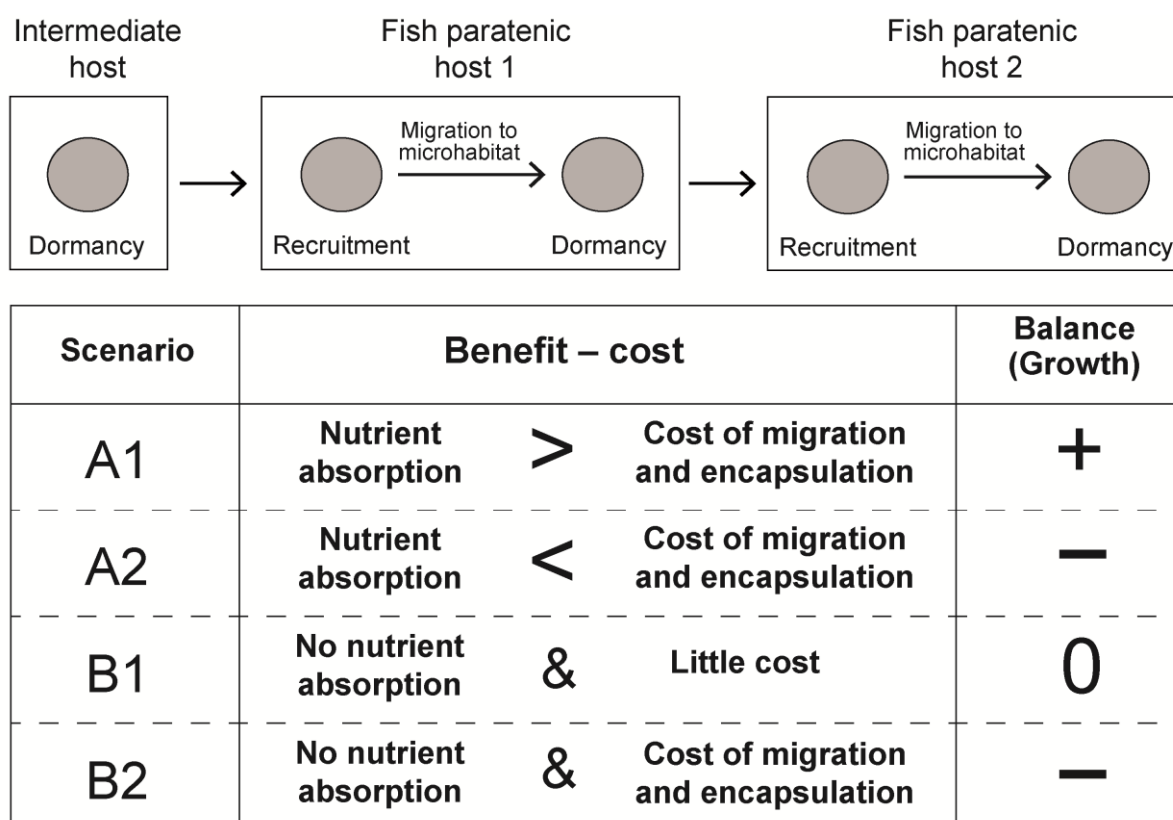 Intermediate
host
Fish paratenic
host 1
Fish paratenic
host 2
Migration to
microhabitat
Migration to
microhabitat
Dormancy
Recruitment
Dormancy
Recruitment
Dormancy
Scenario
Benefit – cost
Balance
(Growth)
A1
Nutrient
absorption
>
Cost of migration
and encapsulation
+
A2
Nutrient
absorption
<
Cost of migration
and encapsulation
–
B1
No nutrient
absorption
&
Little cost
0
B2
No nutrient
absorption
&
Cost of migration
and encapsulation
–